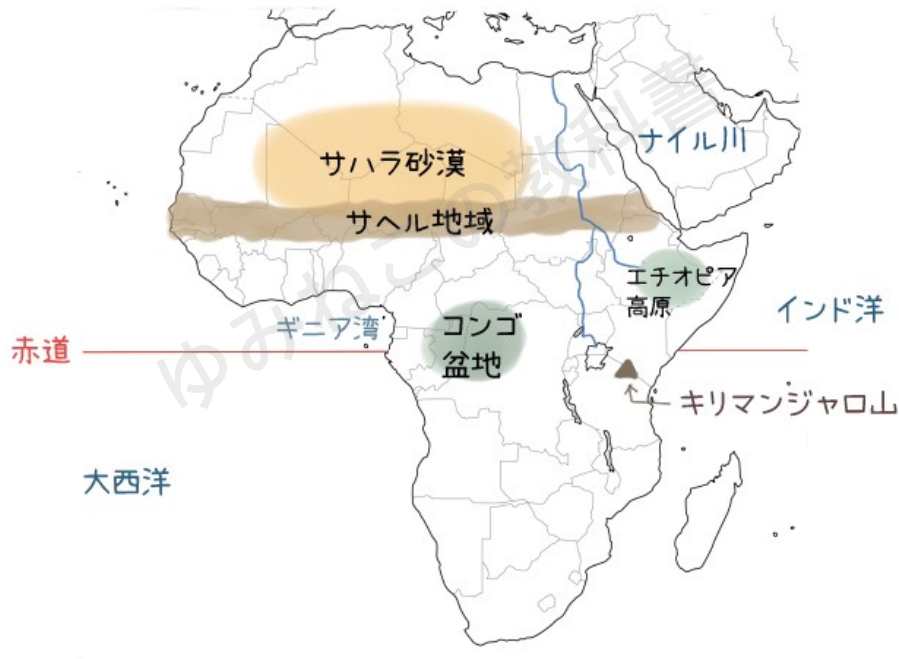 ナイル川
サハラ砂漠
サヘル地域
エチオピア
高原
インド洋
ギニア湾
コンゴ
盆地
赤道
キリマンジャロ山
大西洋
ゆみねこの教科書